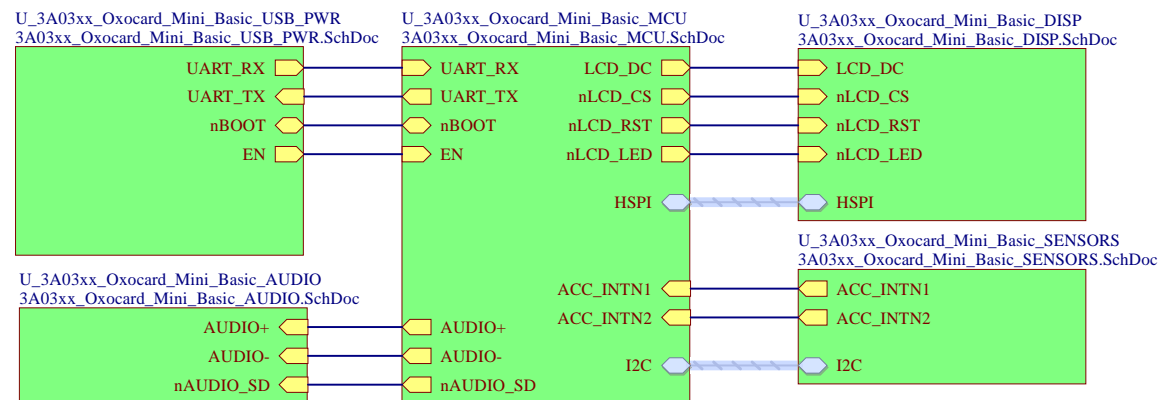 U_3A03xx_Oxocard_Mini_Basic_USB_PWR
3A03xx_Oxocard_Mini_Basic_USB_PWR.SchDoc
UART_RX
UART_TX
nBOOT
EN
U_3A03xx_Oxocard_Mini_Basic_MCU
3A03xx_Oxocard_Mini_Basic_MCU.SchDoc
UART_RX
UART_TX
nBOOT
EN
LCD_DC
nLCD_CS
nLCD_RST
nLCD_LED
HSPI
ACC_INTN1
ACC_INTN2
I2C
AUDIO+
AUDIO-
nAUDIO_SD
U_3A03xx_Oxocard_Mini_Basic_DISP
3A03xx_Oxocard_Mini_Basic_DISP.SchDoc
LCD_DC
nLCD_CS
nLCD_RST
nLCD_LED
HSPI
U_3A03xx_Oxocard_Mini_Basic_SENSORS
3A03xx_Oxocard_Mini_Basic_SENSORS.SchDoc
ACC_INTN1
ACC_INTN2
I2C
U_3A03xx_Oxocard_Mini_Basic_AUDIO
3A03xx_Oxocard_Mini_Basic_AUDIO.SchDoc
AUDIO+
AUDIO-
nAUDIO_SD